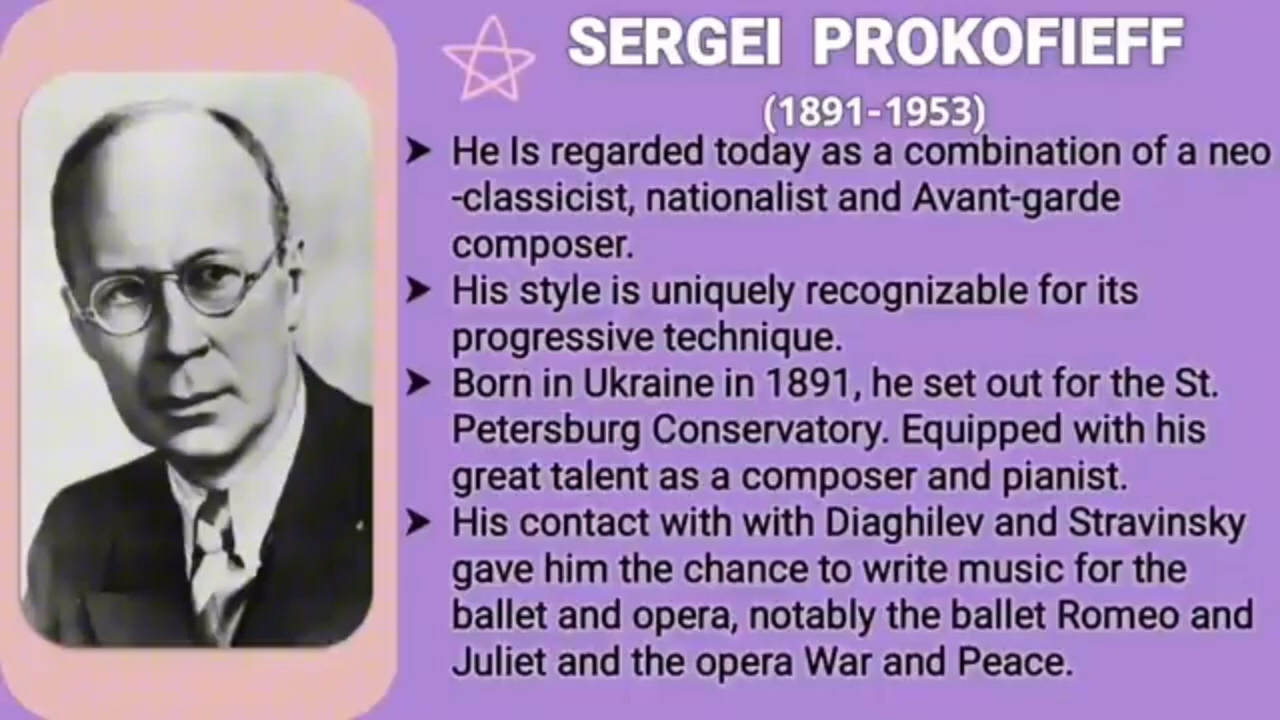 SERGEI PROKOFIEFF
(1891-1953)
➤ He Is regarded today as a combination of a neo
-classicist, nationalist and Avant-garde
composer.
➤ His style is uniquely recognizable for its
progressive technique.
➤ Born in Ukraine in 1891, he set out for the St.
Petersburg Conservatory. Equipped with his
great talent as a composer and pianist.
➤ His contact with with Diaghilev and Stravinsky
gave him the chance to write music for the
ballet and opera, notably the ballet Romeo and
Juliet and the opera War and Peace.